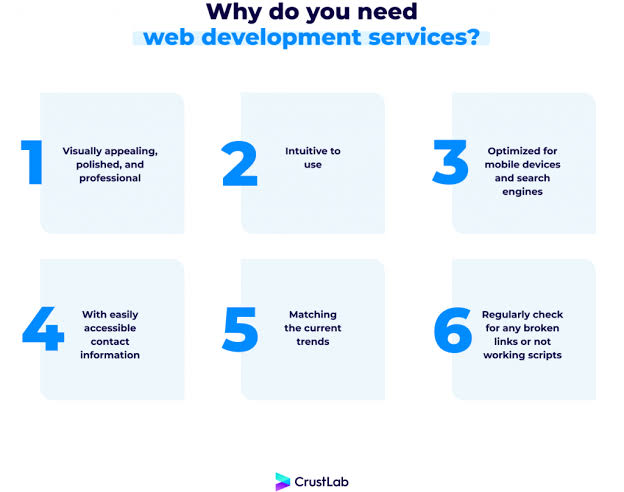 Why do you need
web development services?
1
Visually appealing,
polished, and
professional
2
Intuitive to
use
3
Optimized for
mobile devices
and search
engines
4
With easily
accessible
contact
information
5
Matching
the current
trends
6
Regularly check
for any broken
links or not
working scripts
CrustLab